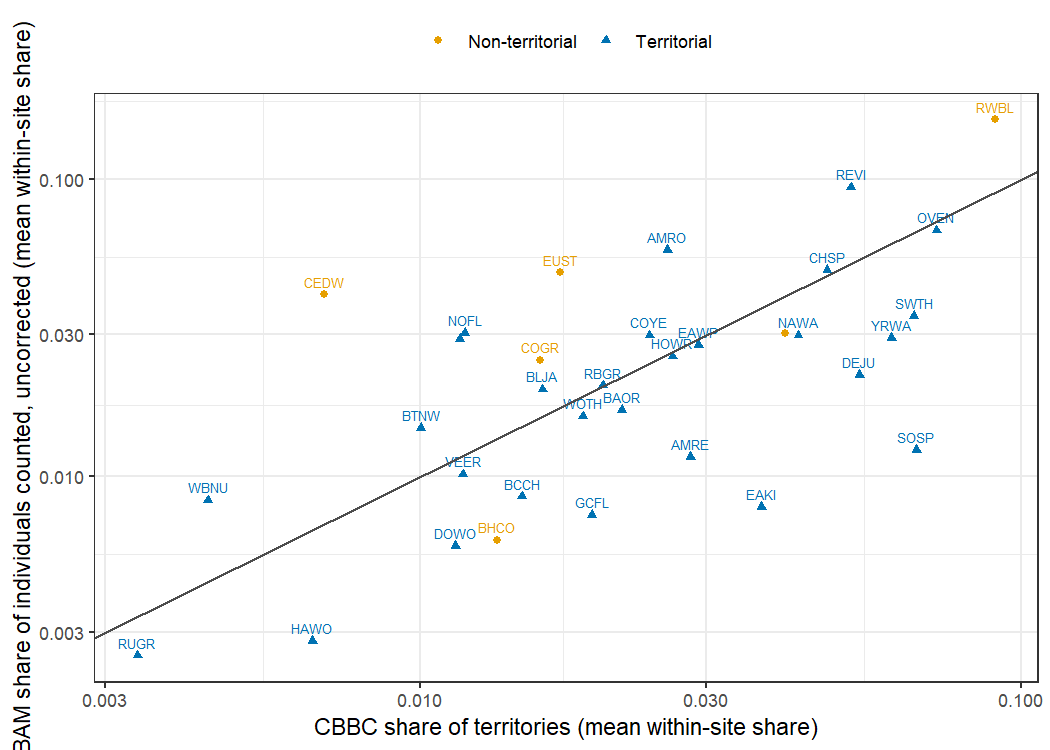 Non-territorial
Territorial
BAM share of individuals counted, uncorrected (mean within-site share)
RWBL
0.100
REVI
OVEN
AMRO
EUST
CHSP
CEDW
SWTH
NOFL
COYE
NAWA
YRWA
0.030
EAWP
HOWR
COGR
DEJU
BLJA
RBGR
WOTH
BAOR
BTNW
SOSP
AMRE
VEER
0.010
WBNU
BCCH
EAKI
GCFL
BHCO
DOWO
HAWO
0.003
RUGR
0.003
0.010
0.030
0.100
CBBC share of territories (mean within-site share)